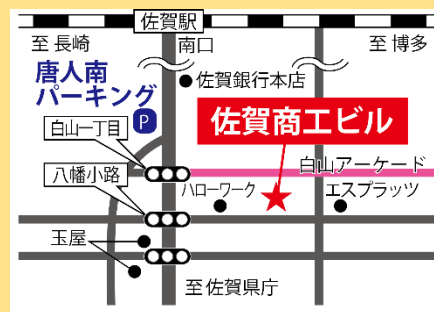 佐賀駅
至長崎
南口
至博多
唐人南
パーキング
P
佐賀銀行本店
佐賀商工ビル
白山一丁目
白山アーケード
八幡小路
ハローワーク
エスプラッツ
玉屋
至佐賀県庁